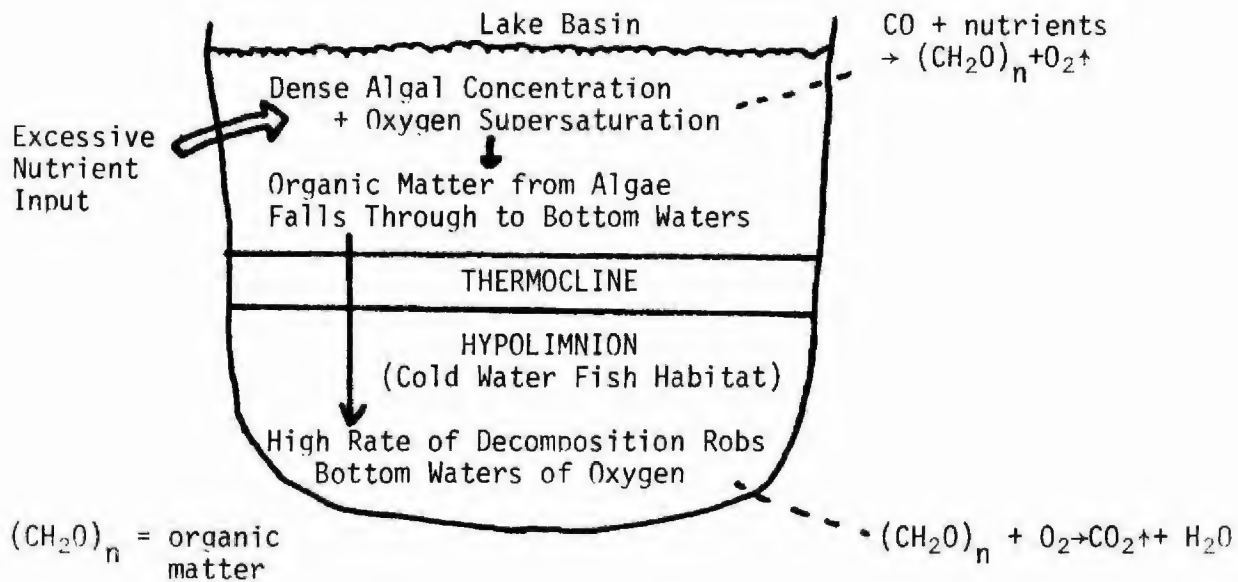 Lake Basin
CO + nutrients
→ (CH₂O)ₙ+O₂↑
Dense Algal Concentration
+ Oxygen Supersaturation
Excessive
Nutrient
Input
Organic Matter from Algae
Falls Through to Bottom Waters
THERMOCLINE
HYPOLIMNION
(Cold Water Fish Habitat)
High Rate of Decomposition Robs
Bottom Waters of Oxygen
(CH₂O)ₙ = organic
matter
(CH₂O)ₙ + O₂→CO₂↑+ H₂O